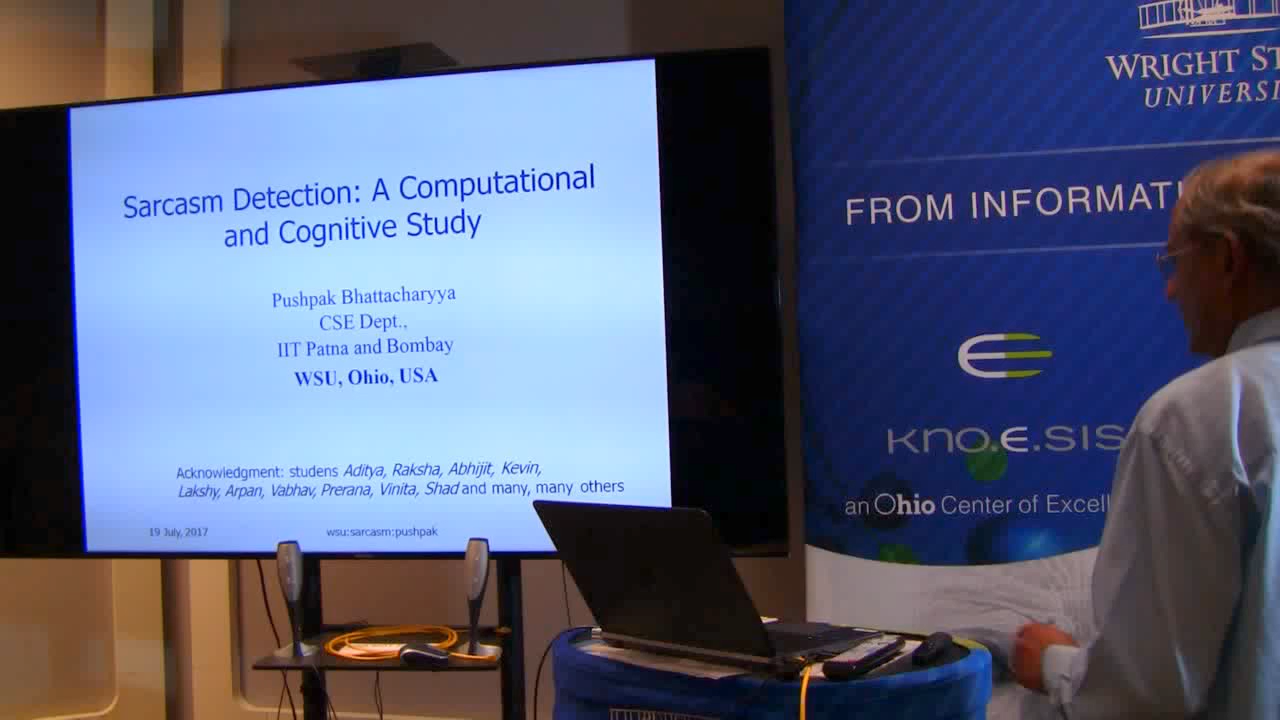 Sarcasm Detection: A Computational
and Cognitive Study
Pushpak Bhattacharyya
CSE Dept.,
IIT Patna and Bombay
WSU, Ohio, USA
Acknowledgment: studens Aditya, Raksha, Abhijit, Kevin,
Lakshy, Arpan, Vabhav, Prerana, Vinita, Shad and many, many others
19 July, 2017
wsu:sarcasm:pushpak
WRIGHT ST
UNIVERSI
FROM INFORMATI
KNO.E.SIS
an Ohio Center of Excell